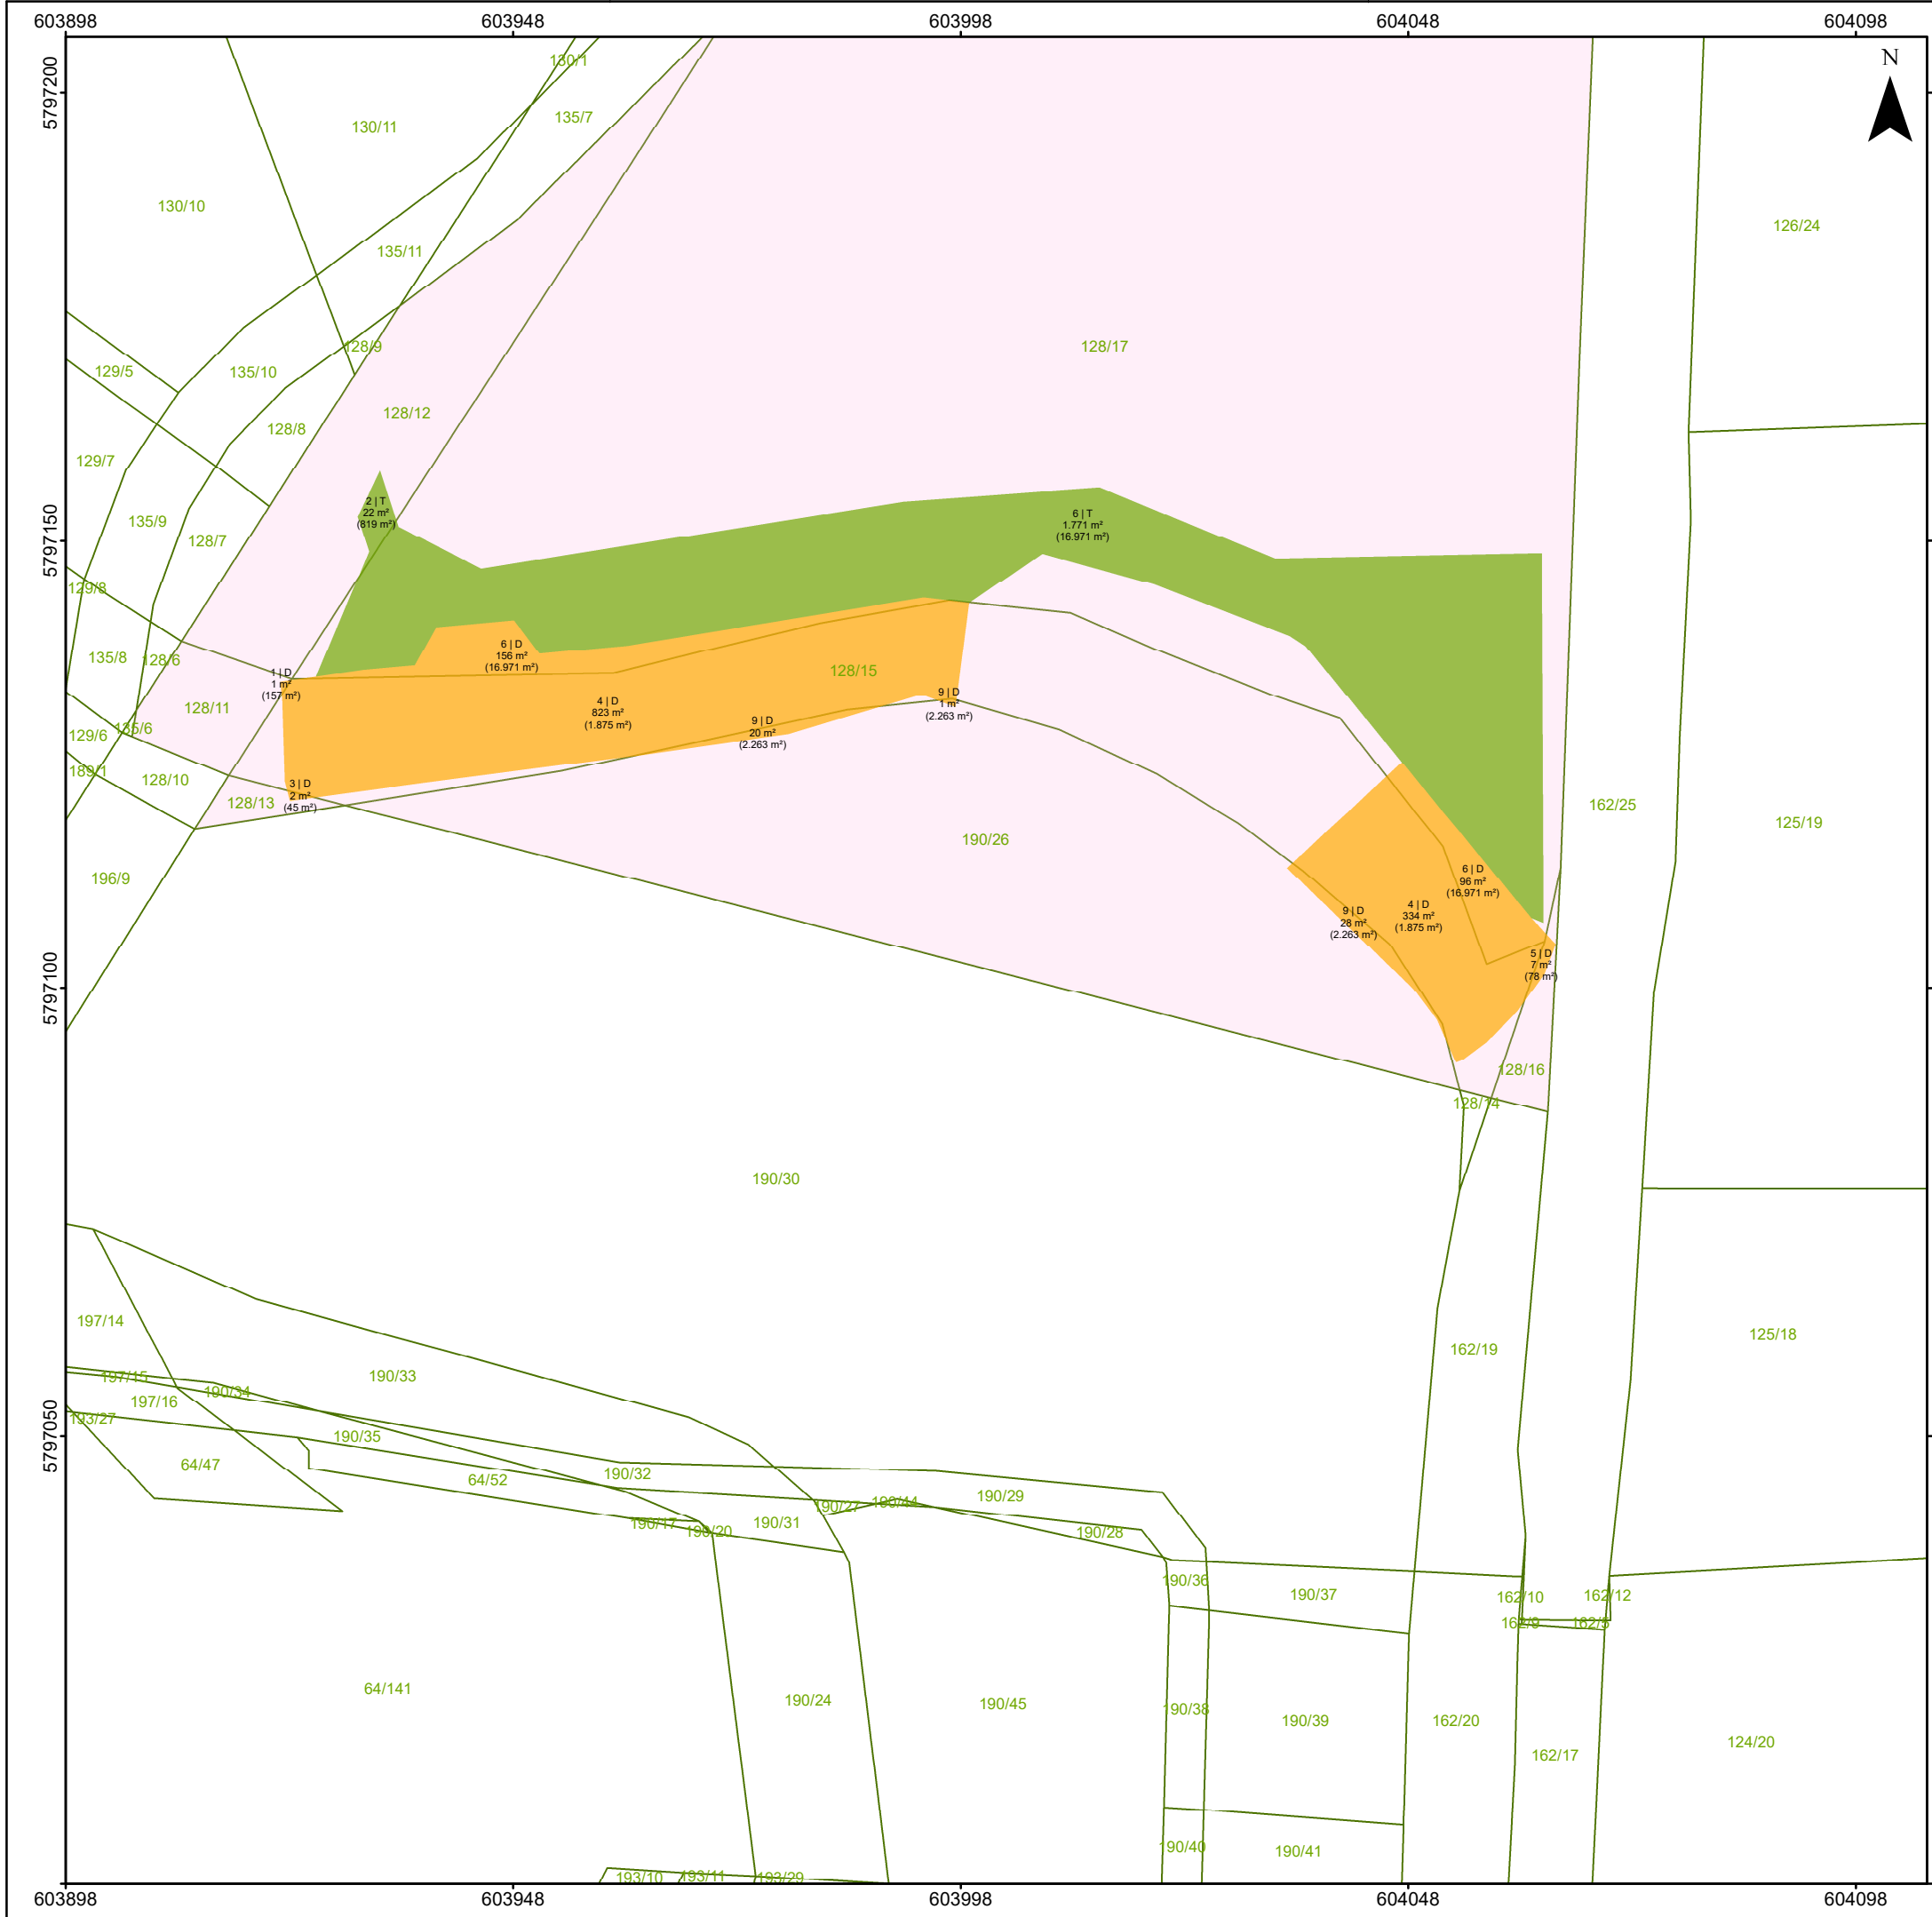 603898
603948
603998
604048
604098
N
5797200
5797150
5797100
5797050
130/1
135/7
130/11
130/10
126/24
135/11
128/9
128/17
129/5
135/10
128/12
128/8
129/7
2 | T
22 m²
(819 m²)
6 | T
1.771 m²
(16.971 m²)
135/9
128/7
129/8
135/8
128/6
6 | D
156 m²
(16.971 m²)
128/15
1 | D
1 m²
(157 m²)
128/11
4 | D
823 m²
(1.875 m²)
9 | D
1 m²
(2.263 m²)
135/6
129/6
9 | D
20 m²
(2.263 m²)
189/1
128/10
3 | D
2 m²
(45 m²)
128/13
162/25
125/19
190/26
196/9
6 | D
96 m²
(16.971 m²)
4 | D
334 m²
(1.875 m²)
9 | D
28 m²
(2.263 m²)
5 | D
7 m²
(78 m²)
128/16
128/14
190/30
197/14
125/18
162/19
197/15
190/33
190/34
197/16
193/27
190/35
64/47
190/32
64/52
190/29
190/27
190/44
190/17
190/20
190/31
190/28
190/36
190/37
162/10
162/12
162/9
162/5
64/141
190/24
190/45
190/38
190/39
162/20
124/20
162/17
190/40
190/41
193/10
193/11
193/29
603898
603948
603998
604048
604098